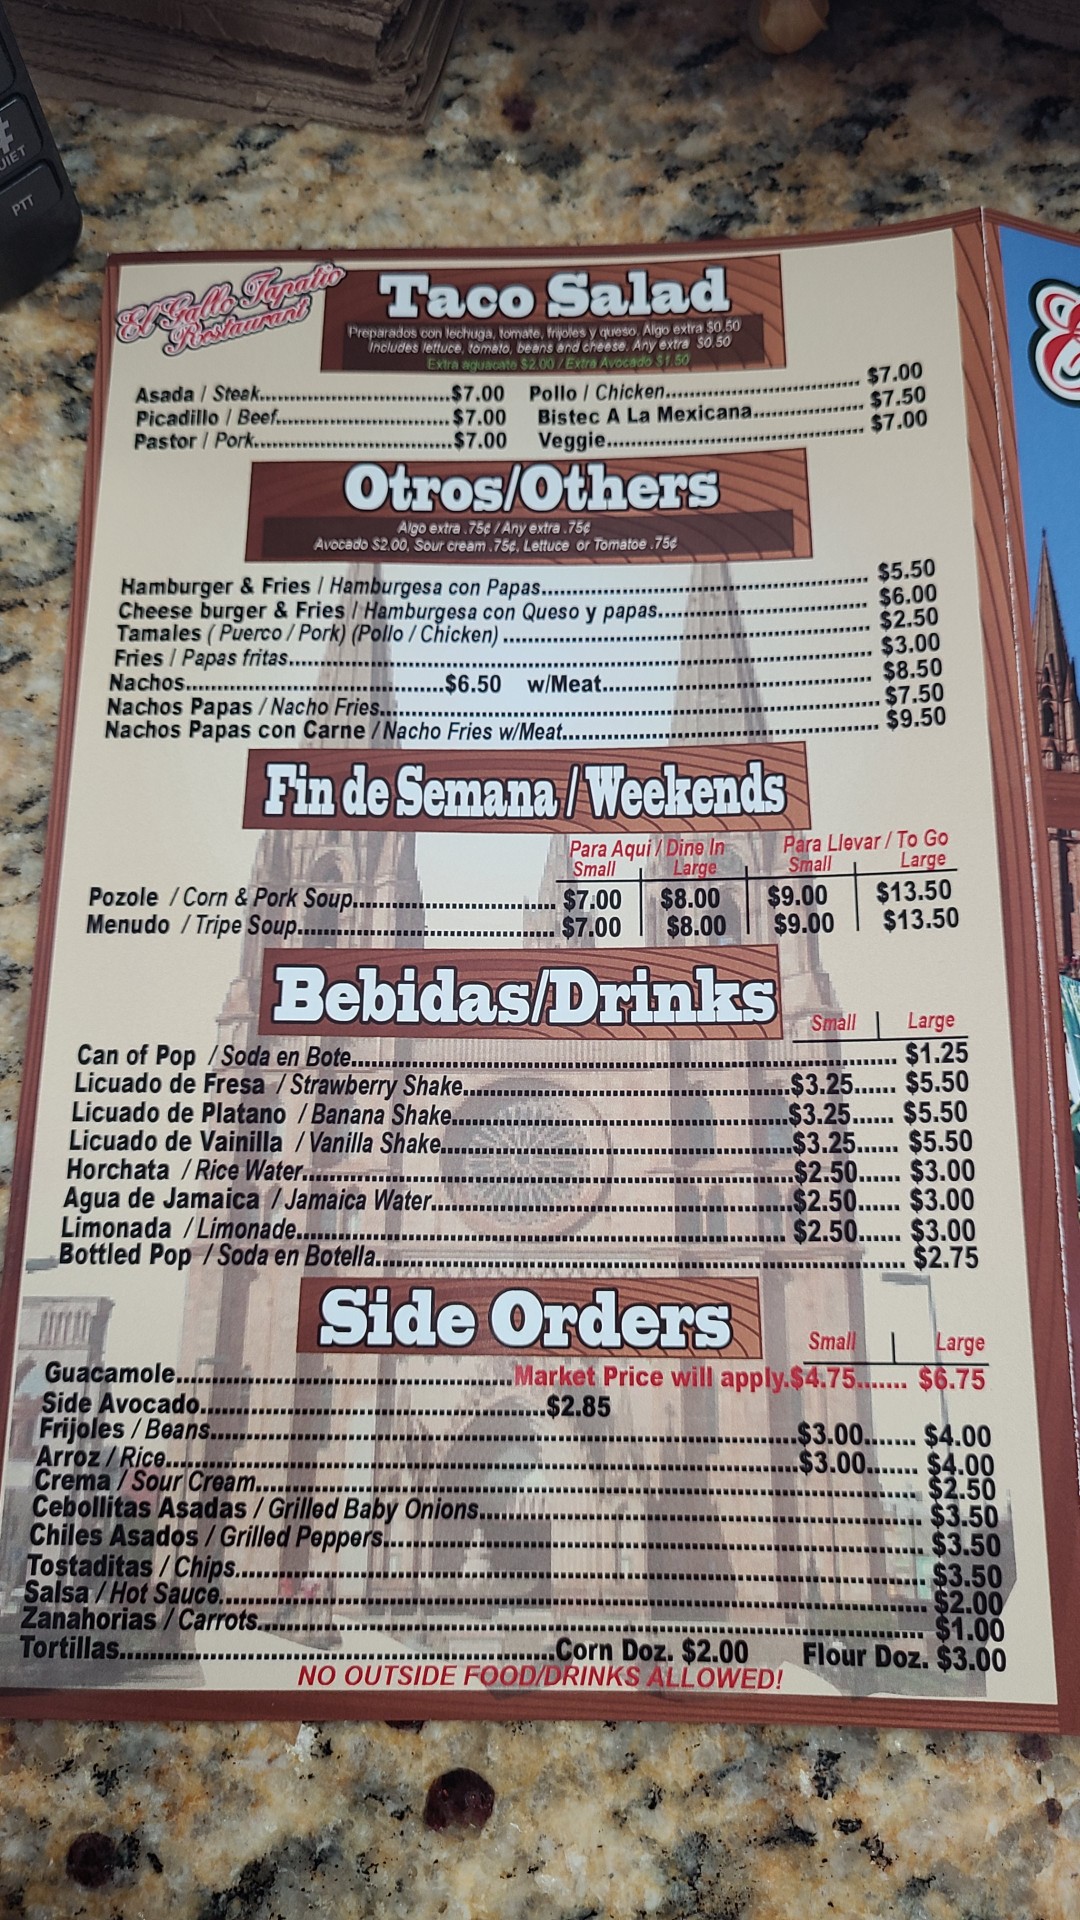 QUIET
PTT
El Gallo Tapatio
Restaurant
Taco Salad
Preparados con lechuga, tomate, frijoles y queso. Algo extra $0.50
Includes lettuce, tomato, beans and cheese. Any extra $0.50
Extra aguacate $2.00 / Extra Avocado $1.50
Asada / Steak..............................$7.00 Pollo / Chicken.............................. $7.00
Picadillo / Beef..............................$7.00 Bistec A La Mexicana.................. $7.50
Pastor / Pork..............................$7.00 Veggie.............................. $7.00
Otros/Others
Algo extra .75¢ / Any extra .75¢
Avocado $2.00, Sour cream .75¢, Lettuce or Tomatoe .75¢
Hamburger & Fries / Hamburgesa con Papas.............................. $5.50
Cheese burger & Fries / Hamburgesa con Queso y papas.............................. $6.00
Tamales ( Puerco / Pork) (Pollo / Chicken) .............................. $2.50
Fries / Papas fritas.............................. $3.00
Nachos..............................$6.50 w/Meat.............................. $8.50
Nachos Papas / Nacho Fries.............................. $7.50
Nachos Papas con Carne / Nacho Fries w/Meat.............................. $9.50
Fin de Semana / Weekends
Para Aqui / Dine In Para Llevar / To Go
Small Large Small Large
Pozole / Corn & Pork Soup.............................. $7.00 $8.00 $9.00 $13.50
Menudo / Tripe Soup.............................. $7.00 $8.00 $9.00 $13.50
Bebidas/Drinks
Small Large
Can of Pop / Soda en Bote.............................. $1.25
Licuado de Fresa / Strawberry Shake..............................$3.25...... $5.50
Licuado de Platano / Banana Shake..............................$3.25...... $5.50
Licuado de Vainilla / Vanilla Shake..............................$3.25...... $5.50
Horchata / Rice Water..............................$2.50...... $3.00
Agua de Jamaica / Jamaica Water..............................$2.50...... $3.00
Limonada / Limonade.............................. $2.50...... $3.00
Bottled Pop / Soda en Botella.............................. $2.75
Side Orders
Small Large
Guacamole..............................Market Price will apply.$4.75....... $6.75
Side Avocado..............................$2.85
Frijoles / Beans..............................$3.00....... $4.00
Arroz / Rice..............................$3.00....... $4.00
Crema / Sour Cream.............................. $2.50
Cebollitas Asadas / Grilled Baby Onions.............................. $3.50
Chiles Asados / Grilled Peppers.............................. $3.50
Tostaditas / Chips.............................. $3.50
Salsa / Hot Sauce.............................. $2.00
Zanahorias / Carrots.............................. $1.00
Tortillas..............................Corn Doz. $2.00 Flour Doz. $3.00
NO OUTSIDE FOOD/DRINKS ALLOWED!